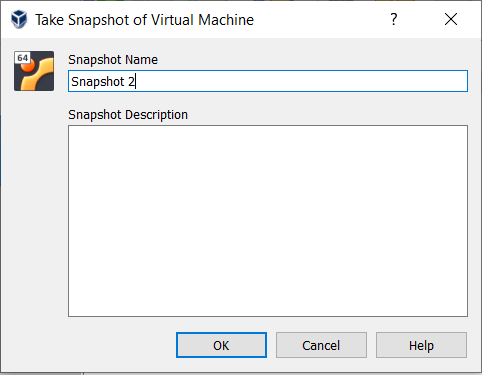 Take Snapshot of Virtual Machine
?
64
Snapshot Name
Snapshot 2
Snapshot Description
OK
Cancel
Help